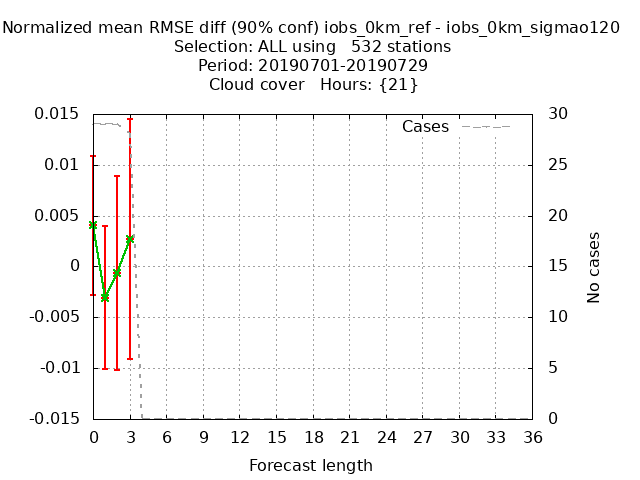 Normalized mean RMSE diff (90% conf) iobs_0km_ref - iobs_0km_sigmao120
Selection: ALL using   532 stations
Period: 20190701-20190729
Cloud cover   Hours: {21}
Cases
0.015
0.01
0.005
0
-0.005
-0.01
-0.015
30
25
20
15
10
5
0
No cases
0 3 6 9 12 15 18 21 24 27 30 33 36
Forecast length